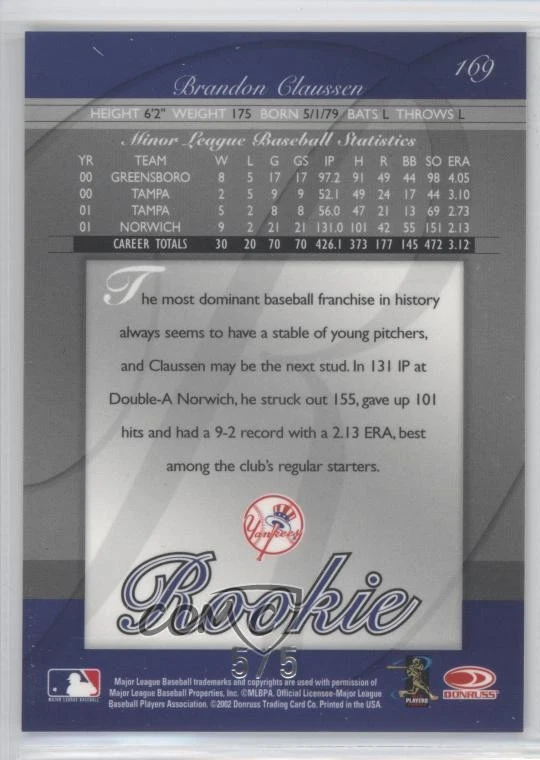 169
Brandon Claussen
HEIGHT 6'2" WEIGHT 175 BORN 5/1/79 BATS L THROWS L
Minor League Baseball Statistics
YR TEAM W L G GS IP H R BB SO ERA
00 GREENSBORO 8 5 17 17 97.2 91 49 44 98 4.05
00 TAMPA 2 5 9 9 52.1 49 24 17 44 3.10
01 TAMPA 5 2 8 8 56.0 47 21 13 69 2.73
01 NORWICH 9 2 21 21 131.0 101 42 55 151 2.13
CAREER TOTALS 30 20 70 70 426.1 373 177 145 472 3.12
The most dominant baseball franchise in history
always seems to have a stable of young pitchers,
and Claussen may be the next stud. In 131 IP at
Double-A Norwich, he struck out 155, gave up 101
hits and had a 9-2 record with a 2.13 ERA, best
among the club's regular starters.
Yankees
Rookie
COM C
5/5
Major League Baseball trademarks and copyrights are used with permission of
Major League Baseball Properties, Inc. ©MLBPA. Official Licensee-Major League
Baseball Players Association. ©2002 Donruss Trading Card Co. Printed in the USA.
MAJOR LEAGUE BASEBALL
PLAYERS
DONRUSS